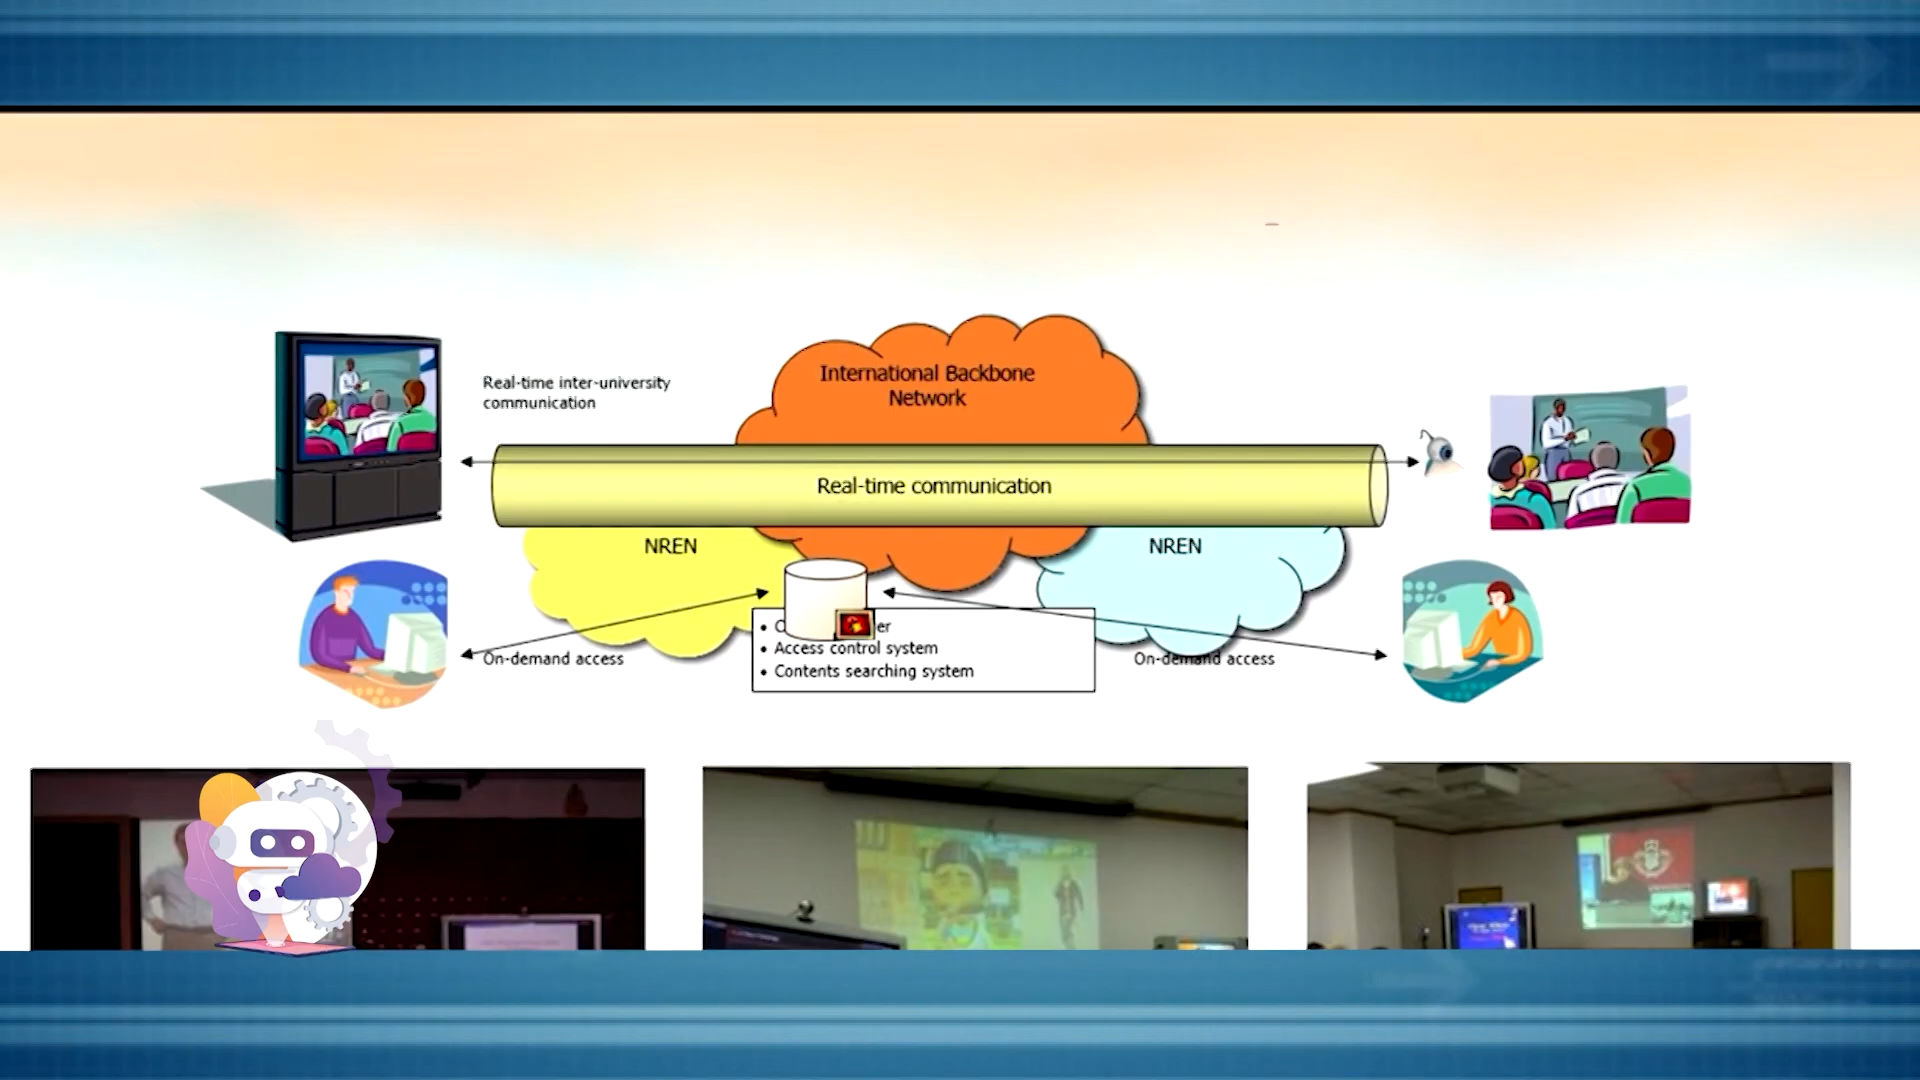 International Backbone
Network
Real-time inter-university
communication
Real-time communication
NREN
NREN
• Access control system
• Contents searching system
On-demand access
On-demand access